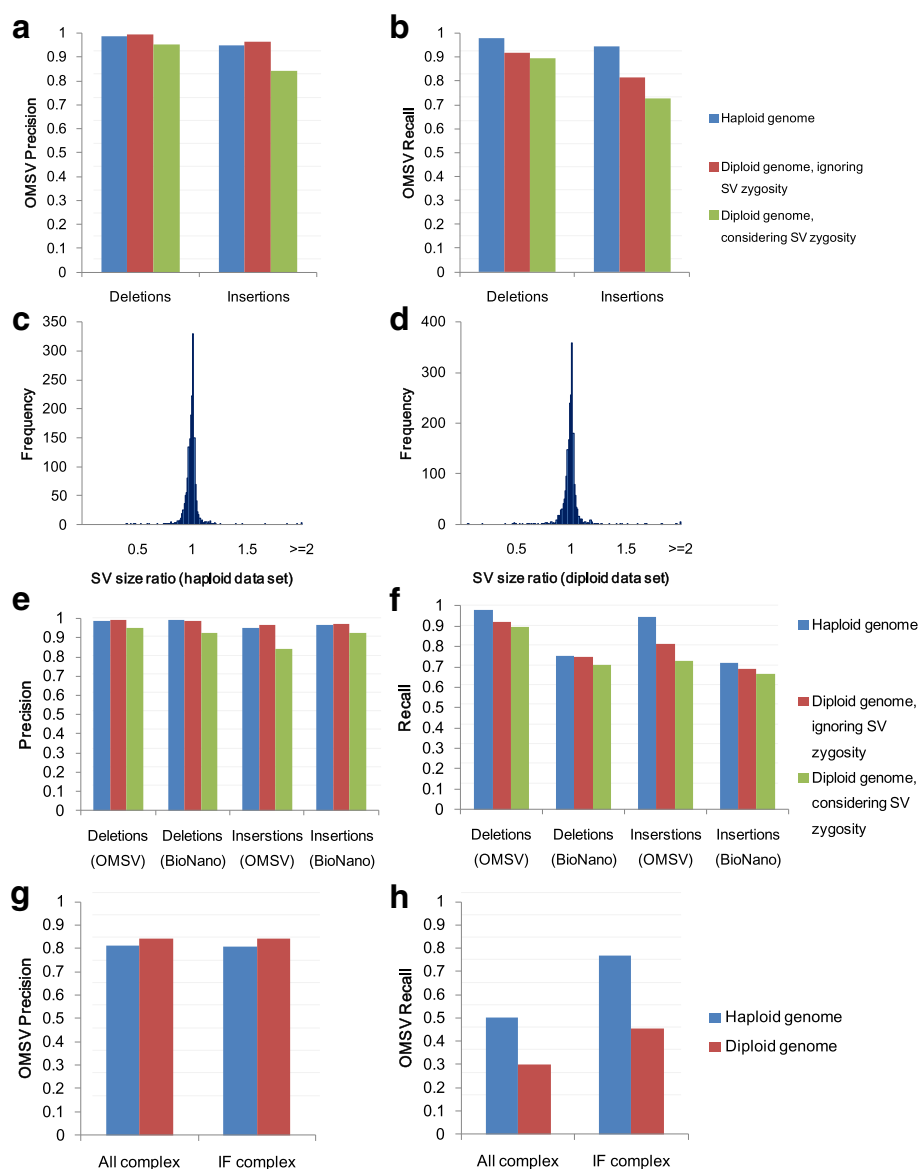 a
OMSV Precision
1
0.9
0.8
0.7
0.6
0.5
0.4
0.3
0.2
0.1
0
Deletions Insertions
b
OMSV Recall
1
0.9
0.8
0.7
0.6
0.5
0.4
0.3
0.2
0.1
0
Deletions Insertions
Haploid genome
Diploid genome, ignoring
SV zygosity
Diploid genome,
considering SV zygosity
c
Frequency
350
300
250
200
150
100
50
0
0.5 1 1.5 >=2
SV size ratio (haploid data set)
d
Frequency
400
300
200
100
0
0.5 1 1.5 >=2
SV size ratio (diploid data set)
e
Precision
1
0.9
0.8
0.7
0.6
0.5
0.4
0.3
0.2
0.1
0
Deletions Deletions Inserstions Insertions
(OMSV) (BioNano) (OMSV) (BioNano)
f
Recall
1
0.9
0.8
0.7
0.6
0.5
0.4
0.3
0.2
0.1
0
Deletions Deletions Inserstions Insertions
(OMSV) (BioNano) (OMSV) (BioNano)
Haploid genome
Diploid genome,
ignoring SV
zygosity
Diploid genome,
considering SV
zygosity
g
OMSV Precision
1
0.9
0.8
0.7
0.6
0.5
0.4
0.3
0.2
0.1
0
All complex IF complex
h
OMSV Recall
1
0.9
0.8
0.7
0.6
0.5
0.4
0.3
0.2
0.1
0
All complex IF complex
Haploid genome
Diploid genome